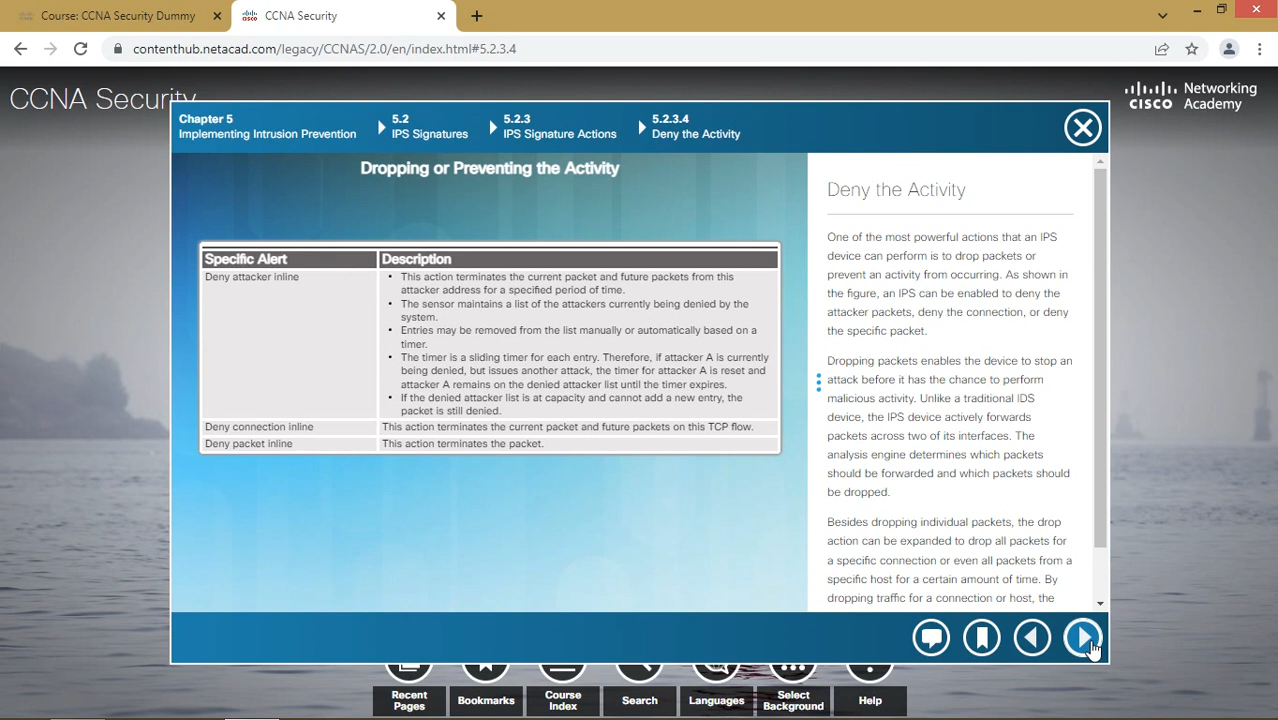 Course: CCNA Security Dummy
CCNA Security
contenthub.netacad.com/legacy/CCNAS/2.0/en/index.html#5.2.3.4
CCNA Security
CISCO
Networking
Academy
Chapter 5
Implementing Intrusion Prevention
5.2
IPS Signatures
5.2.3
IPS Signature Actions
5.2.3.4
Deny the Activity
Dropping or Preventing the Activity
Specific Alert
Description
Deny attacker inline
• This action terminates the current packet and future packets from this
attacker address for a specified period of time.
• The sensor maintains a list of the attackers currently being denied by the
system.
• Entries may be removed from the list manually or automatically based on a
timer.
• The timer is a sliding timer for each entry. Therefore, if attacker A is currently
being denied, but issues another attack, the timer for attacker A is reset and
attacker A remains on the denied attacker list until the timer expires.
• If the denied attacker list is at capacity and cannot add a new entry, the
packet is still denied.
Deny connection inline
This action terminates the current packet and future packets on this TCP flow.
Deny packet inline
This action terminates the packet.
Deny the Activity
One of the most powerful actions that an IPS
device can perform is to drop packets or
prevent an activity from occurring. As shown in
the figure, an IPS can be enabled to deny the
attacker packets, deny the connection, or deny
the specific packet.
Dropping packets enables the device to stop an
attack before it has the chance to perform
malicious activity. Unlike a traditional IDS
device, the IPS device actively forwards
packets across two of its interfaces. The
analysis engine determines which packets
should be forwarded and which packets should
be dropped.
Besides dropping individual packets, the drop
action can be expanded to drop all packets for
a specific connection or even all packets from a
specific host for a certain amount of time. By
dropping traffic for a connection or host, the
Recent
Pages
Bookmarks
Course
Index
Search
Languages
Select
Background
Help